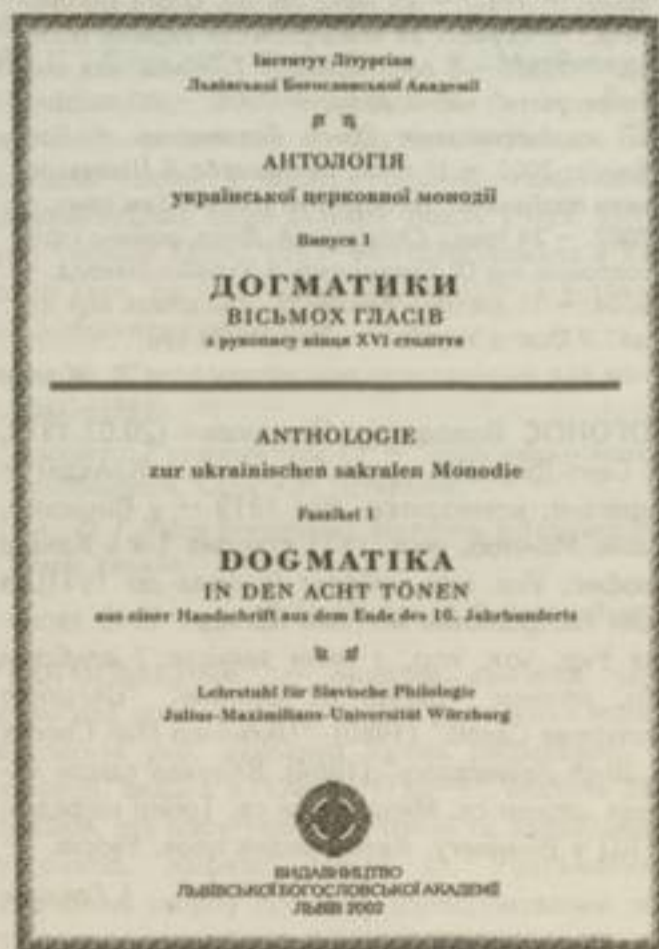 Інститут Літургіки
Львівської Богословської Академії
АНТОЛОГІЯ
української церковної монодії
Випуск 1
ДОГМАТИКИ
ВІСЬМОХ ГЛАСІВ
з рукопису кінця XVI століття
ANTHOLOGIE
zur ukrainischen sakralen Monodie
Faszikel 1
DOGMATIKA
IN DEN ACHT TÖNEN
aus einer Handschrift aus dem Ende des 16. Jahrhunderts
Lehrstuhl für Slavische Philologie
Julius-Maximilians-Universität Würzburg
ВИДАВНИЦТВО
ЛЬВІВСЬКОЇ БОГОСЛОВСЬКОЇ АКАДЕМІЇ
ЛЬВІВ 2002